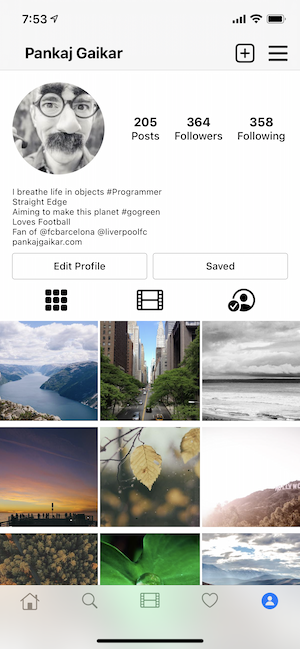 7:53
Pankaj Gaikar
205
364
358
Posts
Followers
Following
I breathe life in objects #Programmer
Straight Edge
Aiming to make this planet #gogreen
Loves Football
Fan of @fcbarcelona @liverpoolfc
pankajgaikar.com
Edit Profile
Saved